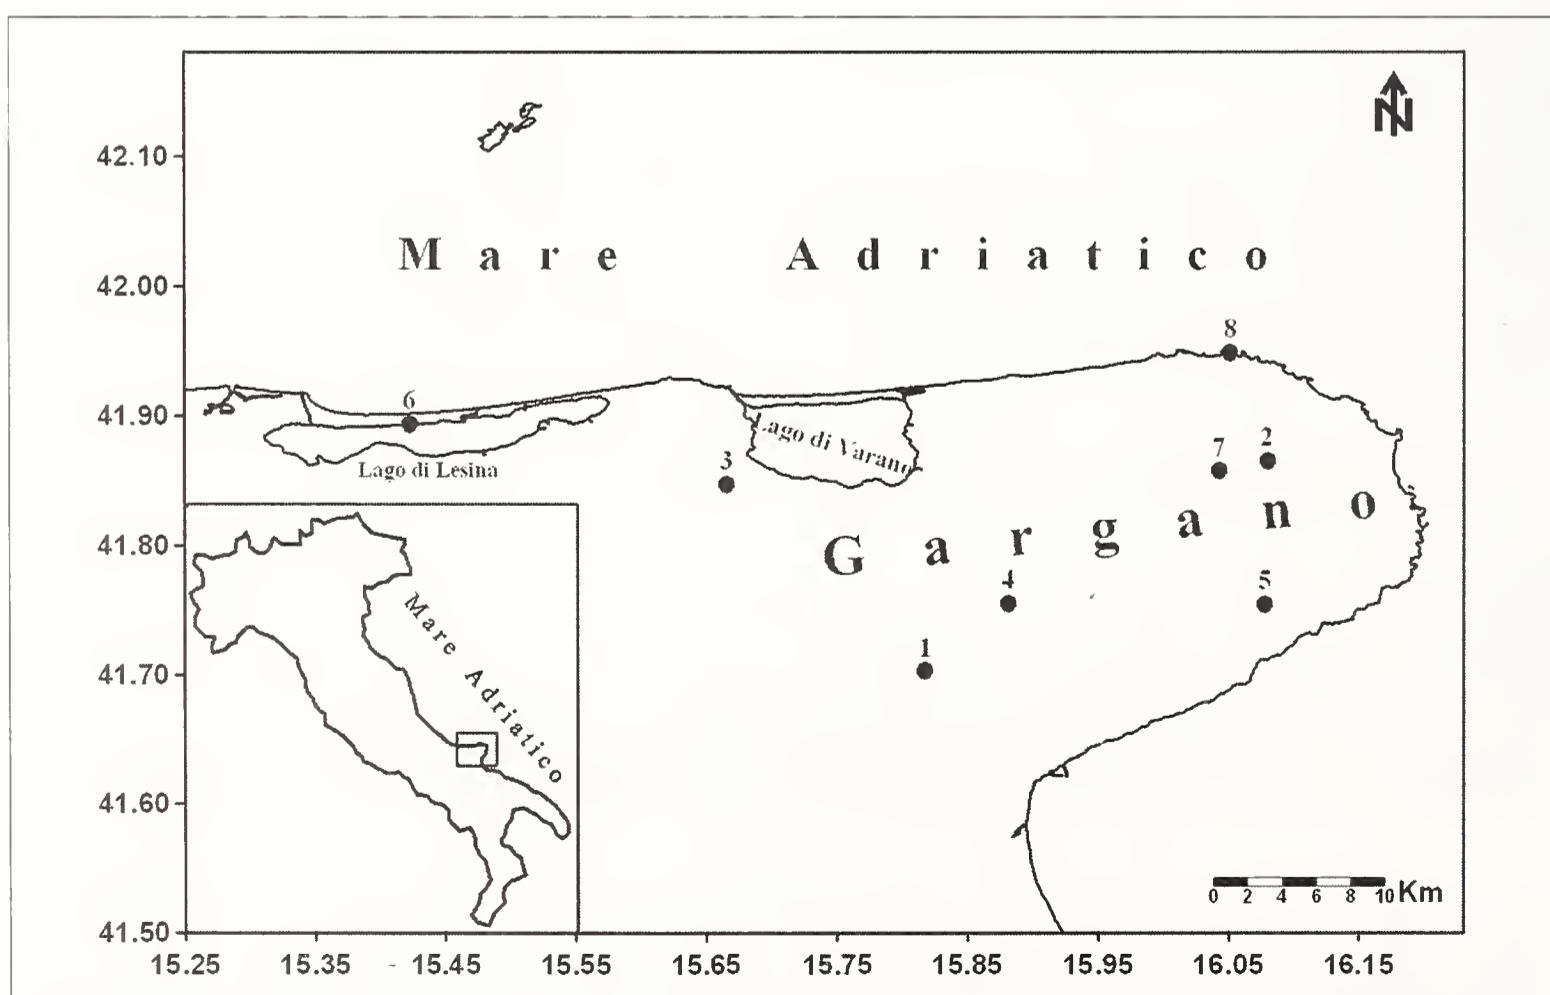 N
42.10
Mare Adriatico
42.00
8
41.90
6
Lago di Varano
2
7
3
Lago di Lesina
Gargano
41.80
4
5
Mare Adriatico
1
41.70
41.60
0 2 4 6 8 10 Km
41.50
15.25 15.35 15.45 15.55 15.65 15.75 15.85 15.95 16.05 16.15